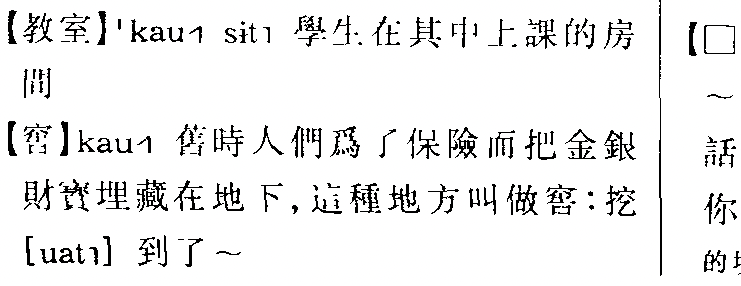 【教室】'kau˧ sit˥ 學生在其中上課的房
間
【窖】kau˧ 舊時人們爲了保險而把金銀
財寶埋藏在地下,這種地方叫做窖:挖
[uat˥] 到了～
【□
～
話
你
的